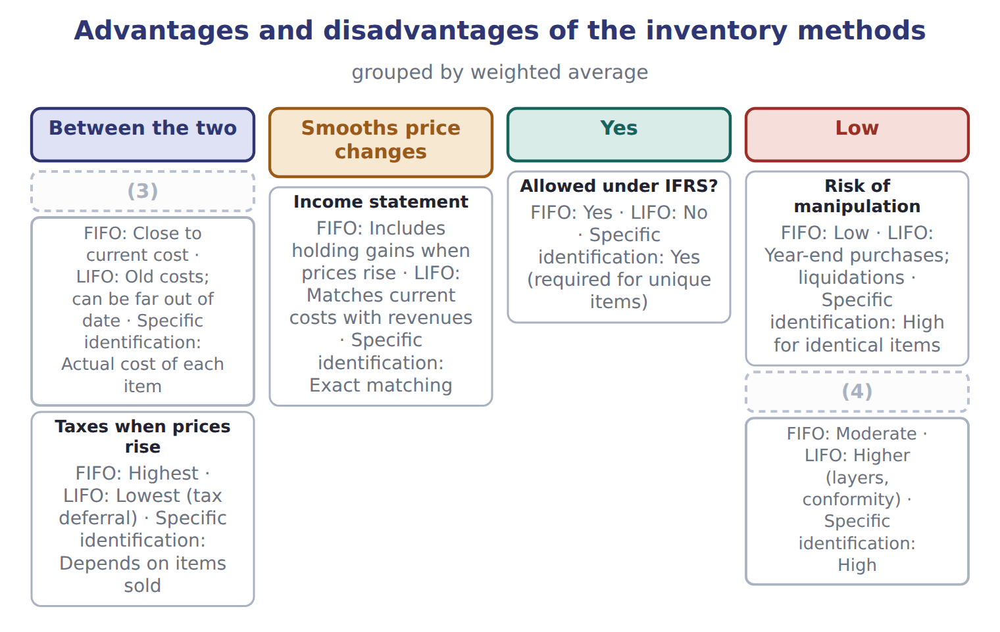 Advantages and disadvantages of the inventory methods
grouped by weighted average
Between the two
(3)
FIFO: Close to
current cost ·
LIFO: Old costs;
can be far out of
date · Specific
identification:
Actual cost of each
item
Taxes when prices
rise
FIFO: Highest ·
LIFO: Lowest (tax
deferral) · Specific
identification:
Depends on items
sold
Smooths price
changes
Income statement
FIFO: Includes
holding gains when
prices rise · LIFO:
Matches current
costs with revenues
· Specific
identification:
Exact matching
Yes
Allowed under IFRS?
FIFO: Yes · LIFO: No
· Specific
identification: Yes
(required for unique
items)
Low
Risk of
manipulation
FIFO: Low · LIFO:
Year-end purchases;
liquidations ·
Specific
identification: High
for identical items
(4)
FIFO: Moderate ·
LIFO: Higher
(layers,
conformity) ·
Specific
identification:
High